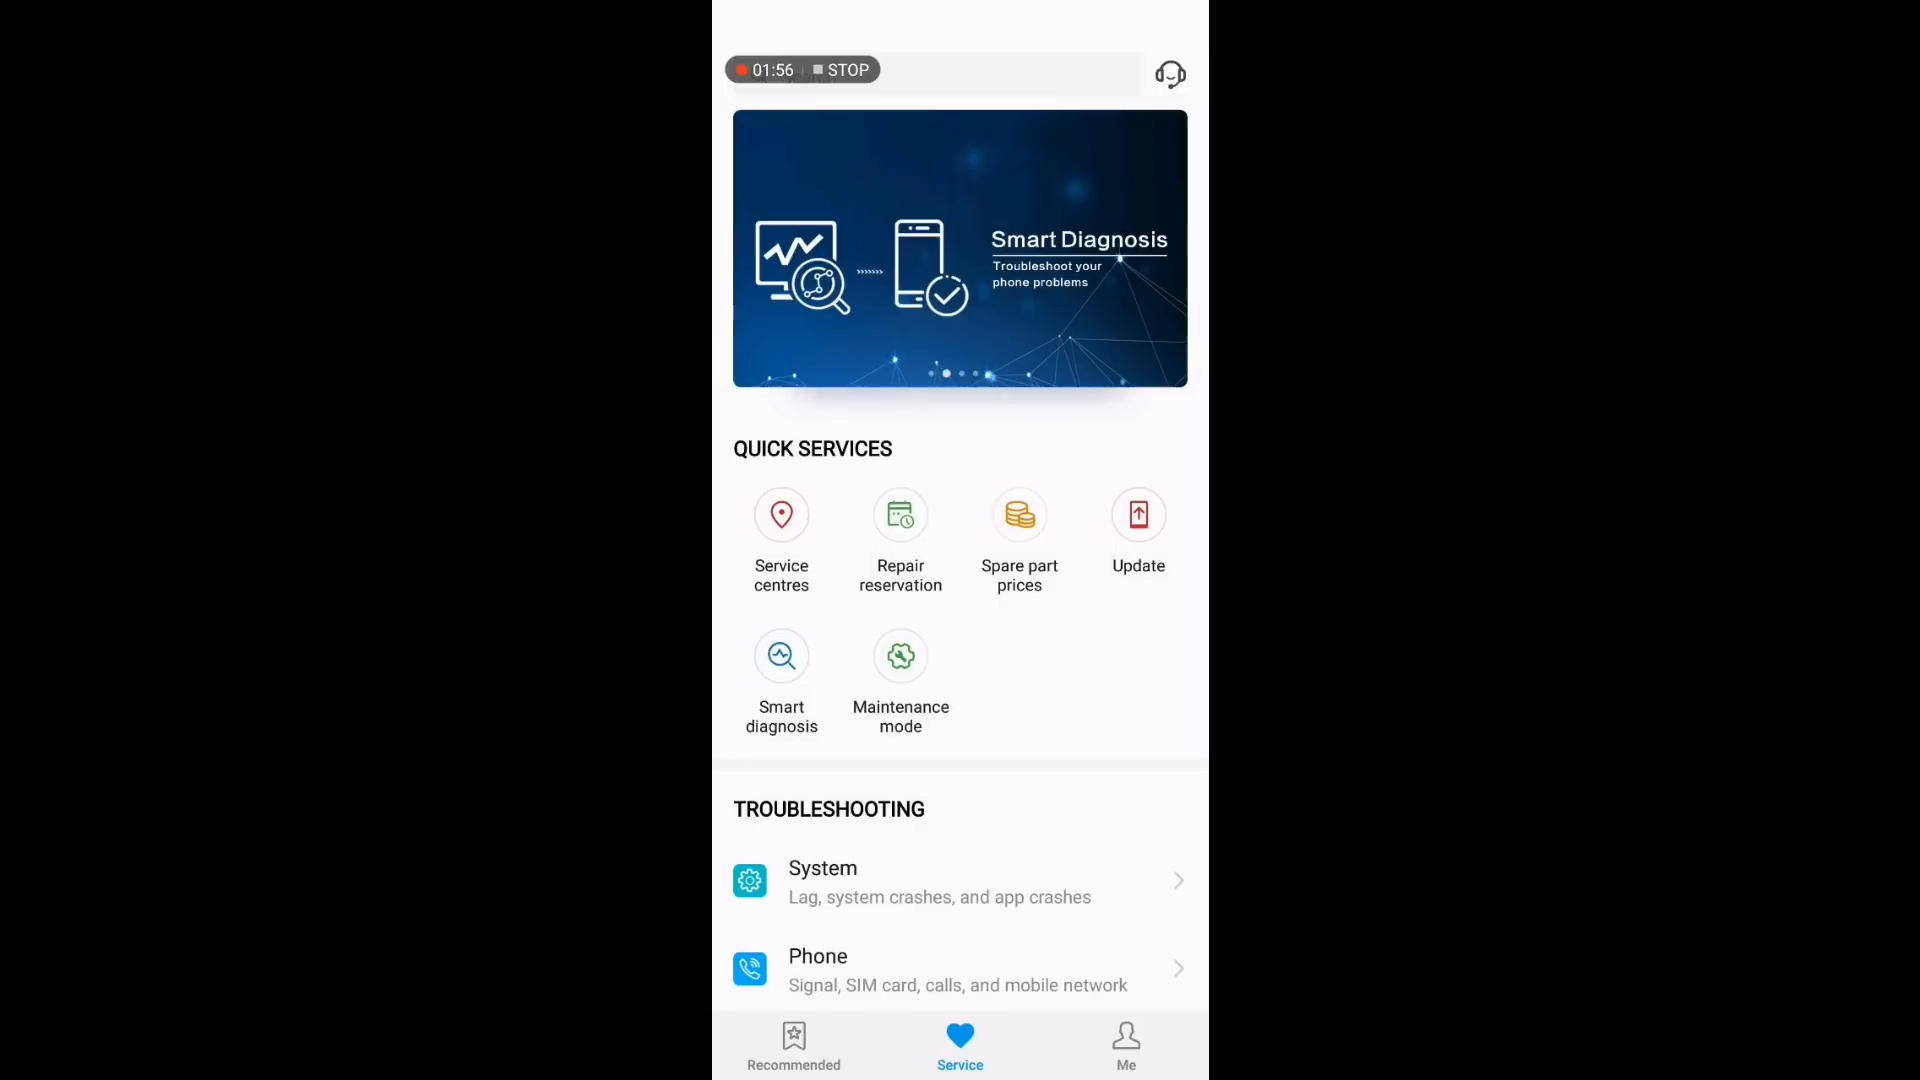 01:56 STOP
Smart Diagnosis
Troubleshoot your
phone problems
QUICK SERVICES
Service
centres
Repair
reservation
Spare part
prices
Update
Smart
diagnosis
Maintenance
mode
TROUBLESHOOTING
System
Lag, system crashes, and app crashes
Phone
Signal, SIM card, calls, and mobile network
Recommended
Service
Me